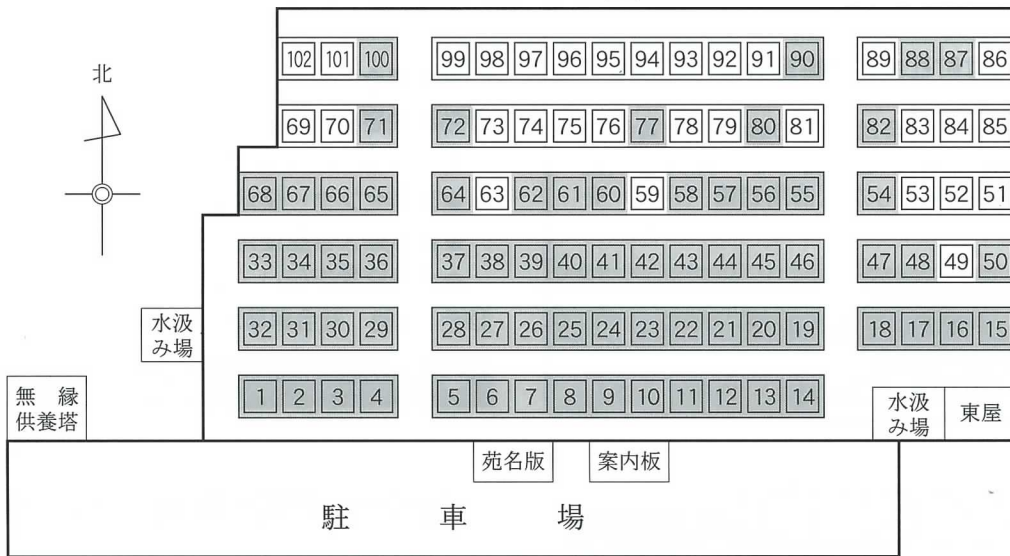 102 101 100 99 98 97 96 95 94 93 92 91 90 89 88 87 86
北
69 70 71 72 73 74 75 76 77 78 79 80 81 82 83 84 85
68 67 66 65 64 63 62 61 60 59 58 57 56 55 54 53 52 51
33 34 35 36 37 38 39 40 41 42 43 44 45 46 47 48 49 50
水汲
み場
32 31 30 29 28 27 26 25 24 23 22 21 20 19 18 17 16 15
無縁
供養塔
1 2 3 4 5 6 7 8 9 10 11 12 13 14
水汲
み場
東屋
苑名版
案内板
駐車場